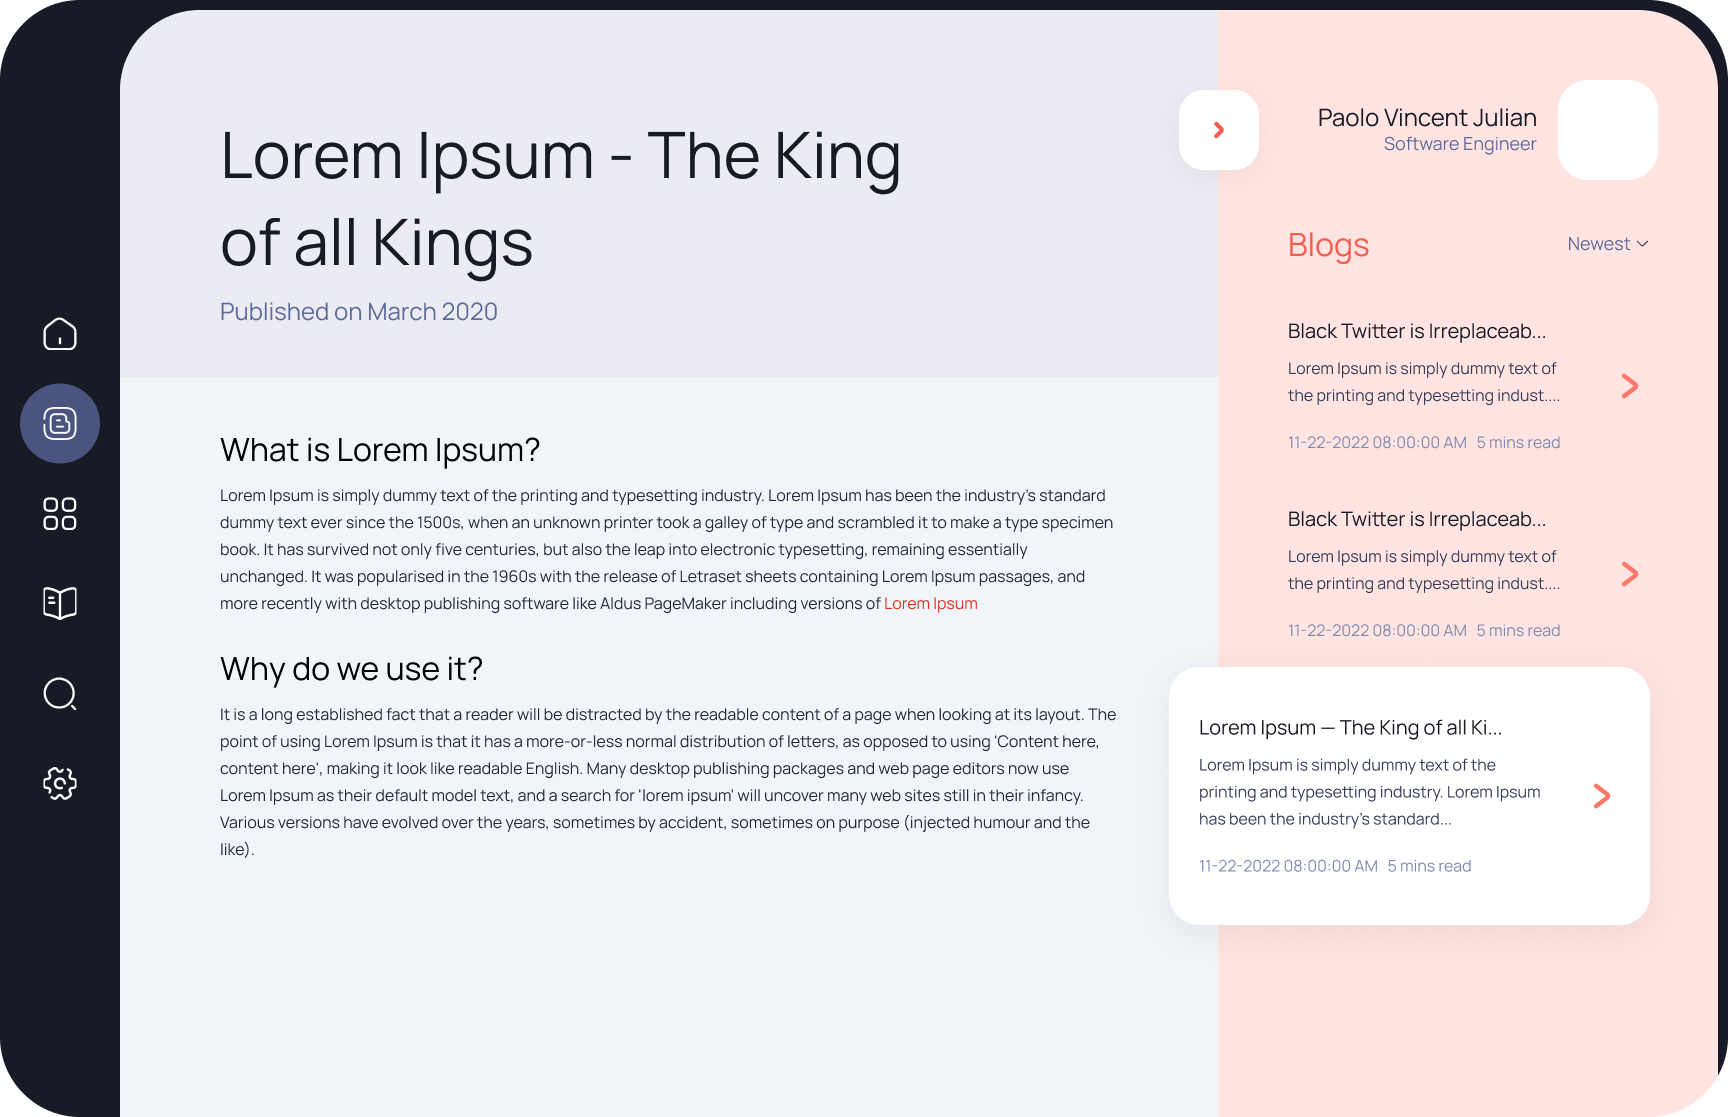 Lorem Ipsum - The King
of all Kings
Published on March 2020
What is Lorem Ipsum?
Lorem Ipsum is simply dummy text of the printing and typesetting industry. Lorem Ipsum has been the industry's standard
dummy text ever since the 1500s, when an unknown printer took a galley of type and scrambled it to make a type specimen
book. It has survived not only five centuries, but also the leap into electronic typesetting, remaining essentially
unchanged. It was popularised in the 1960s with the release of Letraset sheets containing Lorem Ipsum passages, and
more recently with desktop publishing software like Aldus PageMaker including versions of Lorem Ipsum
Why do we use it?
It is a long established fact that a reader will be distracted by the readable content of a page when looking at its layout. The
point of using Lorem Ipsum is that it has a more-or-less normal distribution of letters, as opposed to using 'Content here,
content here', making it look like readable English. Many desktop publishing packages and web page editors now use
Lorem Ipsum as their default model text, and a search for 'lorem ipsum' will uncover many web sites still in their infancy.
Various versions have evolved over the years, sometimes by accident, sometimes on purpose (injected humour and the
like).
Paolo Vincent Julian
Software Engineer
Blogs
Newest
Black Twitter is Irreplaceab...
Lorem Ipsum is simply dummy text of
the printing and typesetting indust....
11-22-2022 08:00:00 AM 5 mins read
Black Twitter is Irreplaceab...
Lorem Ipsum is simply dummy text of
the printing and typesetting indust....
11-22-2022 08:00:00 AM 5 mins read
Lorem Ipsum — The King of all Ki...
Lorem Ipsum is simply dummy text of the
printing and typesetting industry. Lorem Ipsum
has been the industry's standard...
11-22-2022 08:00:00 AM 5 mins read